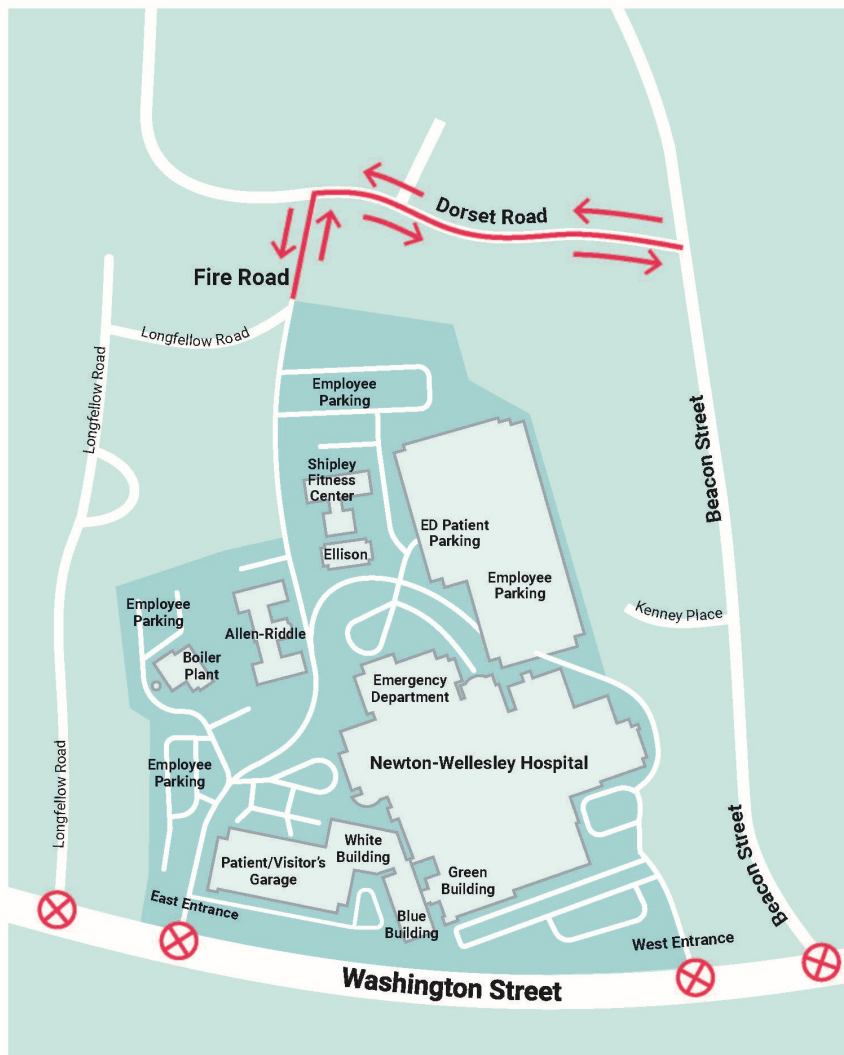 Dorset Road
Fire Road
Longfellow Road
Longfellow Road
Employee
Parking
Beacon Street
Shipley
Fitness
Center
ED Patient
Parking
Ellison
Employee
Parking
Employee
Parking
Kenney Place
Allen-Riddle
Boiler
Plant
Emergency
Department
Newton-Wellesley Hospital
Employee
Parking
Longfellow Road
White
Building
Patient/Visitor's
Garage
Green
Building
Beacon Street
East Entrance
Blue
Building
West Entrance
Washington Street